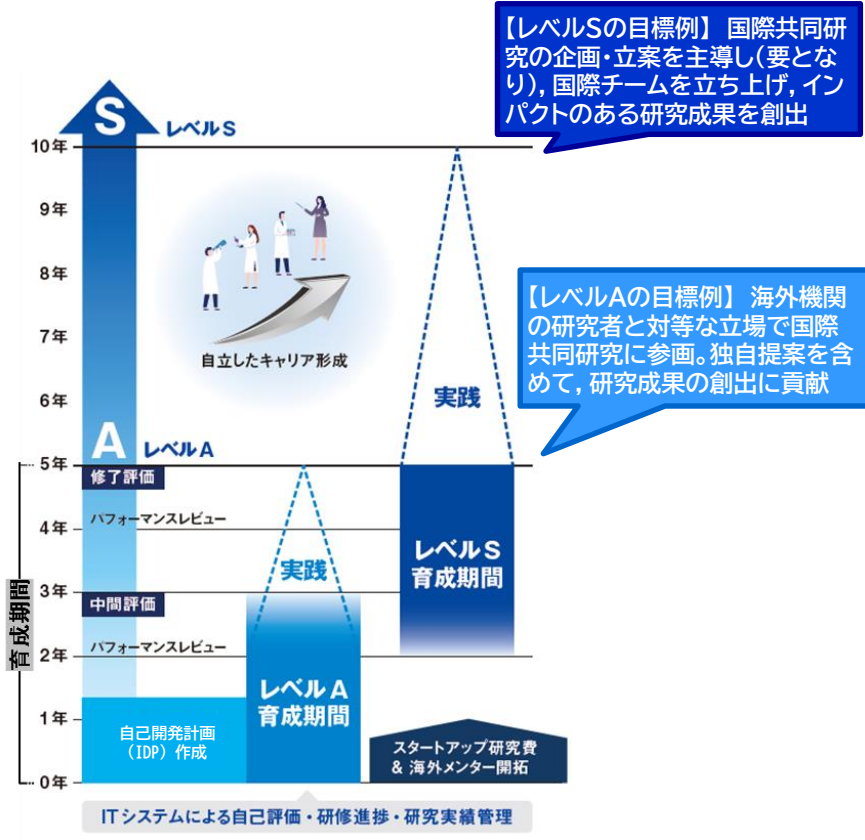 【レベルSの目標例】 国際共同研
究の企画・立案を主導し(要とな
り), 国際チームを立ち上げ, イン
パクトのある研究成果を創出
S
レベルS
10年
9年
8年
7年
自立したキャリア形成
【レベルAの目標例】 海外機関
の研究者と対等な立場で国際
共同研究に参画。独自提案を含
めて, 研究成果の創出に貢献
6年
実践
A
レベルA
5年
修了評価
パフォーマンスレビュー
4年
レベルS
育成期間
実践
3年
中間評価
育成期間
パフォーマンスレビュー
2年
レベルA
育成期間
1年
自己開発計画
(IDP) 作成
スタートアップ研究費
& 海外メンター開拓
0年
ITシステムによる自己評価・研修進捗・研究実績管理